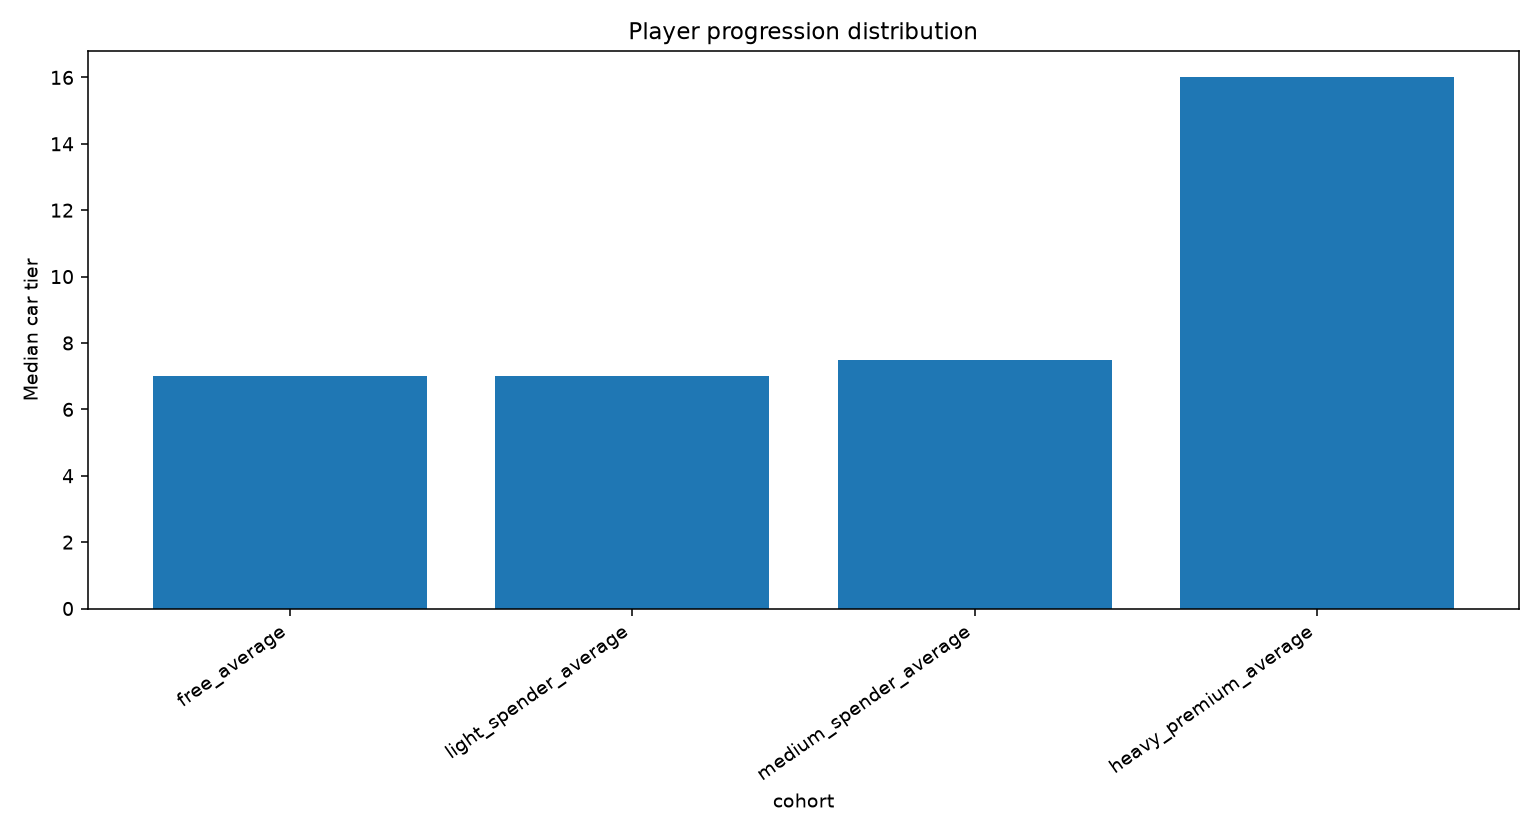 Player progression distribution
Median car tier
16
14
12
10
8
6
4
2
0
free_average
light_spender_average
medium_spender_average
heavy_premium_average
cohort